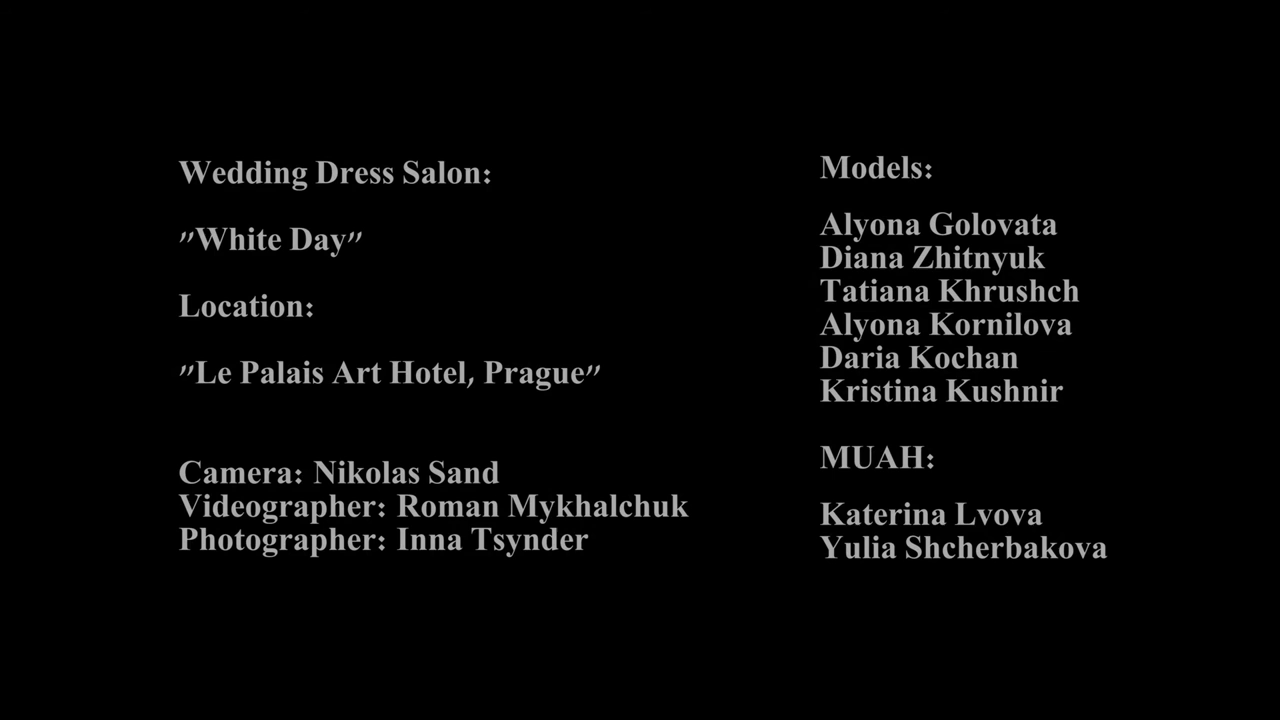 Wedding Dress Salon:
"White Day"
Location:
"Le Palais Art Hotel, Prague"
Camera: Nikolas Sand
Videographer: Roman Mykhalchuk
Photographer: Inna Tsynder
Models:
Alyona Golovata
Diana Zhitnyuk
Tatiana Khrushch
Alyona Kornilova
Daria Kochan
Kristina Kushnir
MUAH:
Katerina Lvova
Yulia Shcherbakova